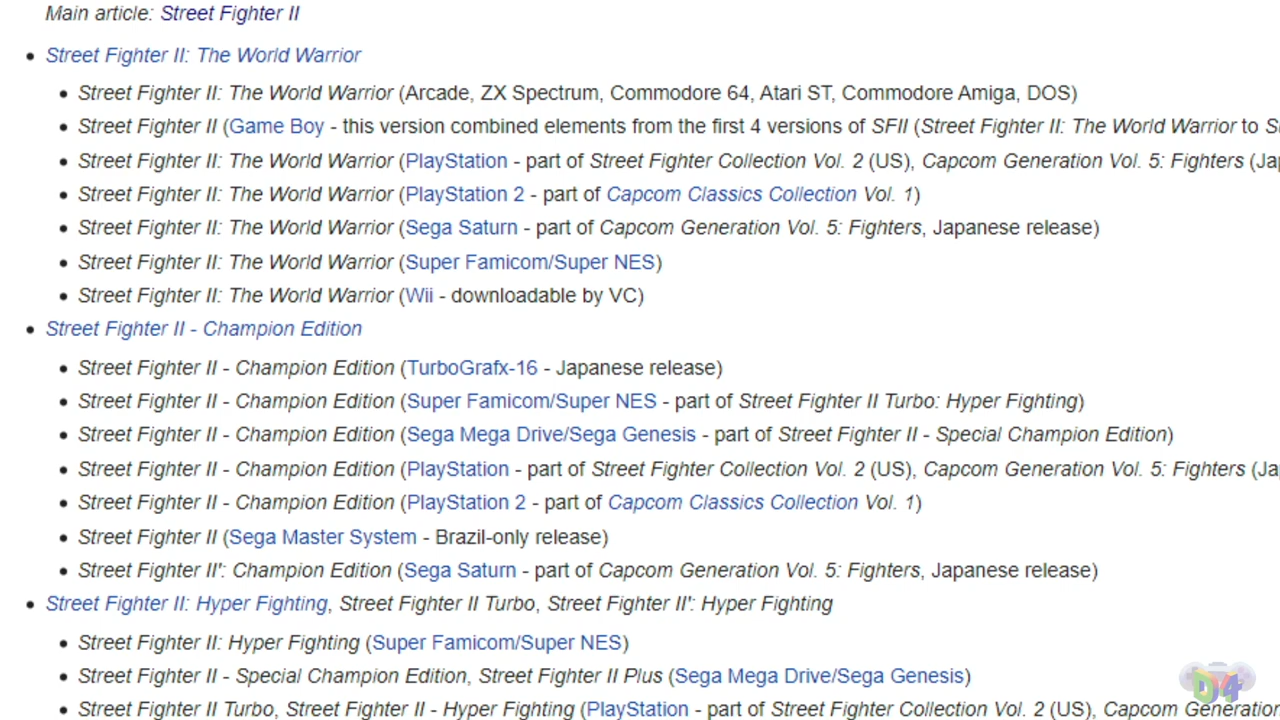 Main article: Street Fighter II
• Street Fighter II: The World Warrior
• Street Fighter II: The World Warrior (Arcade, ZX Spectrum, Commodore 64, Atari ST, Commodore Amiga, DOS)
• Street Fighter II (Game Boy - this version combined elements from the first 4 versions of SFII (Street Fighter II: The World Warrior to S
• Street Fighter II: The World Warrior (PlayStation - part of Street Fighter Collection Vol. 2 (US), Capcom Generation Vol. 5: Fighters (Ja
• Street Fighter II: The World Warrior (PlayStation 2 - part of Capcom Classics Collection Vol. 1)
• Street Fighter II: The World Warrior (Sega Saturn - part of Capcom Generation Vol. 5: Fighters, Japanese release)
• Street Fighter II: The World Warrior (Super Famicom/Super NES)
• Street Fighter II: The World Warrior (Wii - downloadable by VC)
• Street Fighter II - Champion Edition
• Street Fighter II - Champion Edition (TurboGrafx-16 - Japanese release)
• Street Fighter II - Champion Edition (Super Famicom/Super NES - part of Street Fighter II Turbo: Hyper Fighting)
• Street Fighter II - Champion Edition (Sega Mega Drive/Sega Genesis - part of Street Fighter II - Special Champion Edition)
• Street Fighter II - Champion Edition (PlayStation - part of Street Fighter Collection Vol. 2 (US), Capcom Generation Vol. 5: Fighters (Ja
• Street Fighter II - Champion Edition (PlayStation 2 - part of Capcom Classics Collection Vol. 1)
• Street Fighter II (Sega Master System - Brazil-only release)
• Street Fighter II': Champion Edition (Sega Saturn - part of Capcom Generation Vol. 5: Fighters, Japanese release)
• Street Fighter II: Hyper Fighting, Street Fighter II Turbo, Street Fighter II': Hyper Fighting
• Street Fighter II: Hyper Fighting (Super Famicom/Super NES)
• Street Fighter II - Special Champion Edition, Street Fighter II Plus (Sega Mega Drive/Sega Genesis)
• Street Fighter II Turbo, Street Fighter II - Hyper Fighting (PlayStation - part of Street Fighter Collection Vol. 2 (US), Capcom Generation